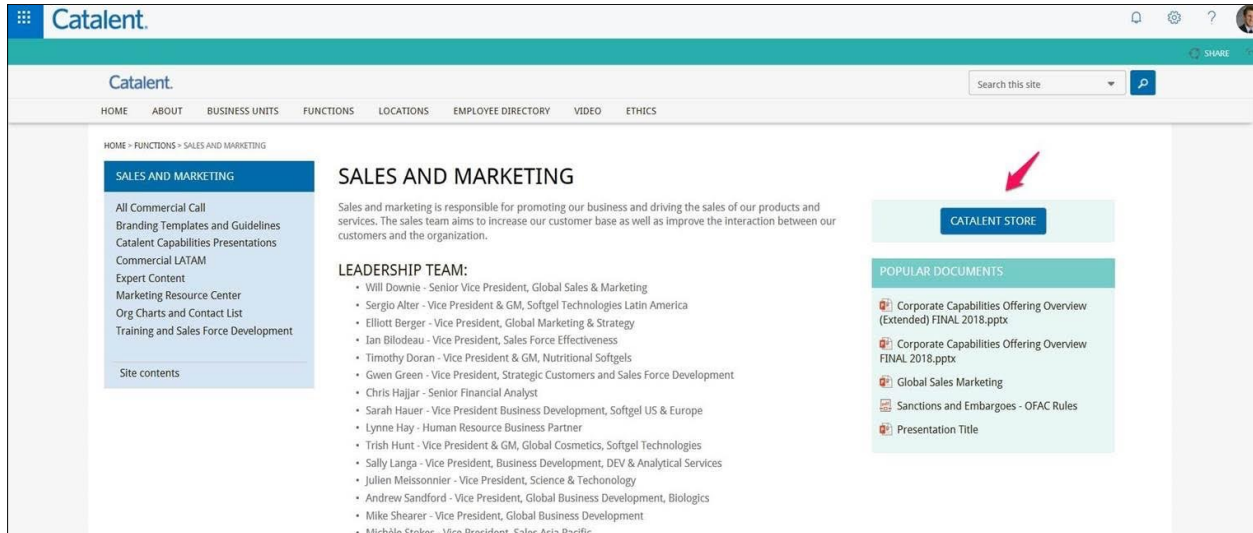 Catalent.
?
SHARE
Catalent.
Search this site
HOME ABOUT BUSINESS UNITS FUNCTIONS LOCATIONS EMPLOYEE DIRECTORY VIDEO ETHICS
HOME > FUNCTIONS > SALES AND MARKETING
SALES AND MARKETING
All Commercial Call
Branding Templates and Guidelines
Catalent Capabilities Presentations
Commercial LATAM
Expert Content
Marketing Resource Center
Org Charts and Contact List
Training and Sales Force Development
Site contents
SALES AND MARKETING
Sales and marketing is responsible for promoting our business and driving the sales of our products and
services. The sales team aims to increase our customer base as well as improve the interaction between our
customers and the organization.
LEADERSHIP TEAM:
• Will Downie - Senior Vice President, Global Sales & Marketing
• Sergio Alter - Vice President & GM, Softgel Technologies Latin America
• Elliott Berger - Vice President, Global Marketing & Strategy
• Ian Bilodeau - Vice President, Sales Force Effectiveness
• Timothy Doran - Vice President & GM, Nutritional Softgels
• Gwen Green - Vice President, Strategic Customers and Sales Force Development
• Chris Hajjar - Senior Financial Analyst
• Sarah Hauer - Vice President Business Development, Softgel US & Europe
• Lynne Hay - Human Resource Business Partner
• Trish Hunt - Vice President & GM, Global Cosmetics, Softgel Technologies
• Sally Langa - Vice President, Business Development, DEV & Analytical Services
• Julien Meissonnier - Vice President, Science & Techonology
• Andrew Sandford - Vice President, Global Business Development, Biologics
• Mike Shearer - Vice President, Global Business Development
• Michèle Stokes - Vice President, Sales Asia Pacific
CATALENT STORE
POPULAR DOCUMENTS
Corporate Capabilities Offering Overview
(Extended) FINAL 2018.pptx
Corporate Capabilities Offering Overview
FINAL 2018.pptx
Global Sales Marketing
Sanctions and Embargoes - OFAC Rules
Presentation Title